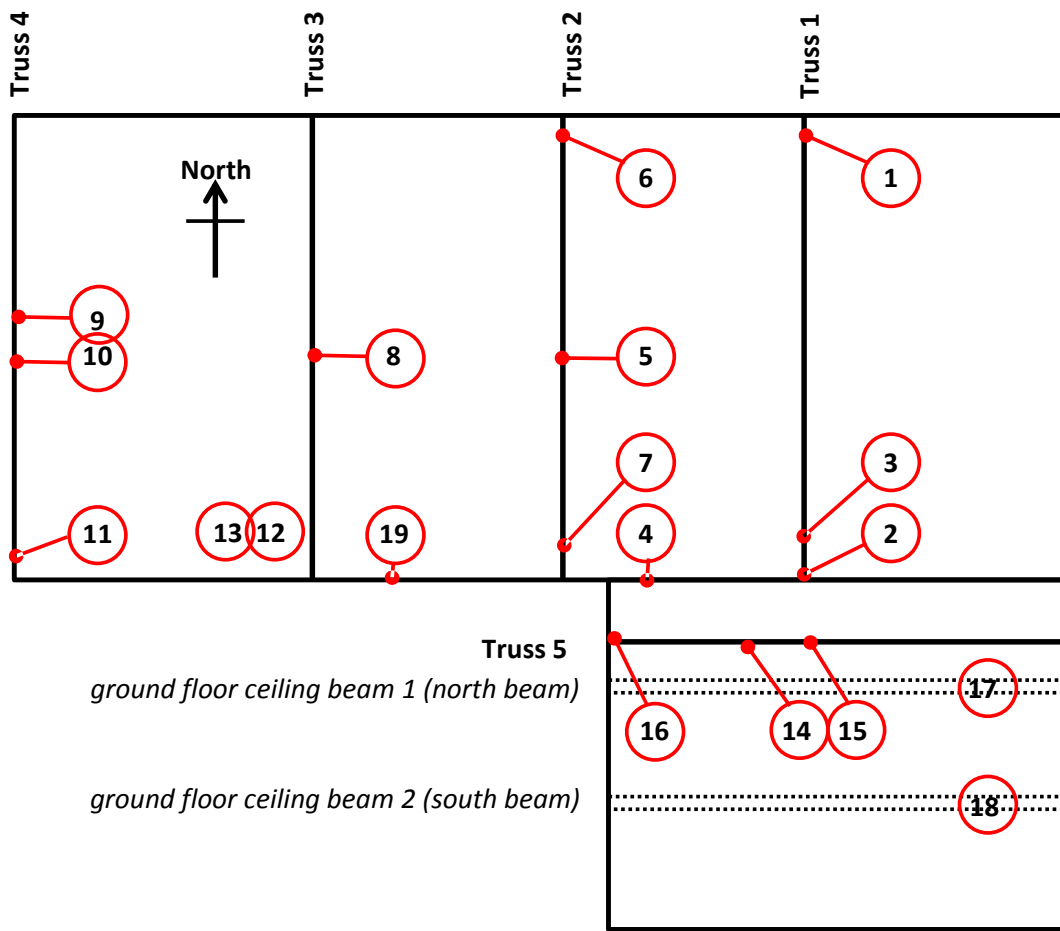 Truss 4
Truss 3
Truss 2
Truss 1
North
6
1
9
10
8
5
7
3
11
13
12
19
4
2
Truss 5
ground floor ceiling beam 1 (north beam)
17
16
14
15
ground floor ceiling beam 2 (south beam)
18